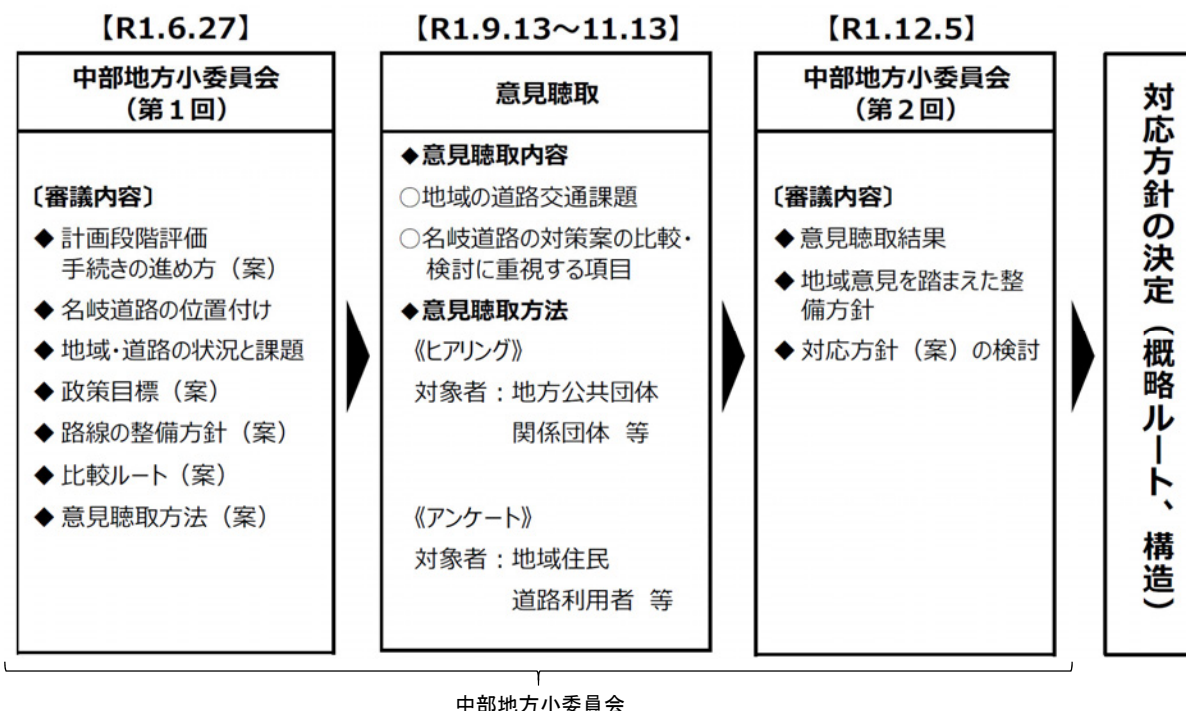 【R1.6.27】
中部地方小委員会
（第１回）
〔審議内容〕
◆ 計画段階評価
手続きの進め方（案）
◆ 名岐道路の位置付け
◆ 地域・道路の状況と課題
◆ 政策目標（案）
◆ 路線の整備方針（案）
◆ 比較ルート（案）
◆ 意見聴取方法（案）
【R1.9.13～11.13】
意見聴取
◆意見聴取内容
○地域の道路交通課題
○名岐道路の対策案の比較・
検討に重視する項目
◆意見聴取方法
《ヒアリング》
対象者：地方公共団体
関係団体 等
《アンケート》
対象者：地域住民
道路利用者 等
【R1.12.5】
中部地方小委員会
（第２回）
〔審議内容〕
◆ 意見聴取結果
◆ 地域意見を踏まえた整
備方針
◆ 対応方針（案）の検討
対応方針の決定（概略ルート、構造）
中部地方小委員会